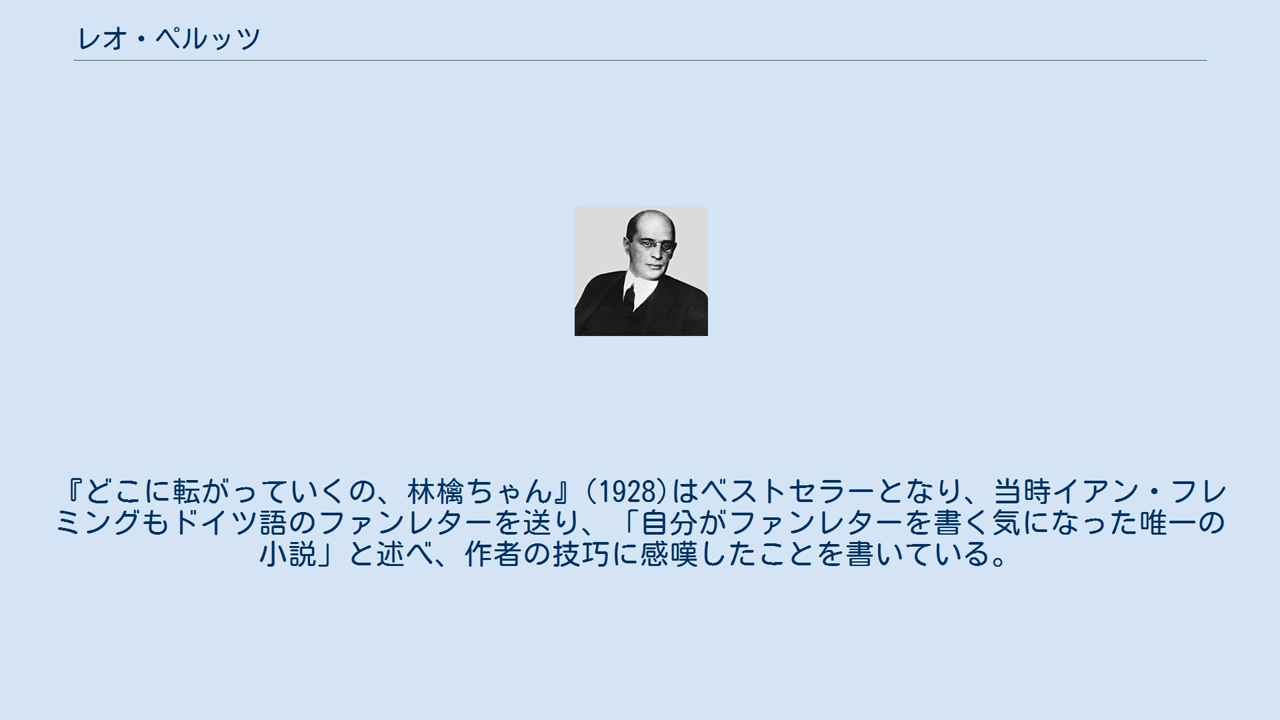 レオ・ペルッツ
『どこに転がっていくの、林檎ちゃん』(1928)はベストセラーとなり、当時イアン・フレ
ミングもドイツ語のファンレターを送り、「自分がファンレターを書く気になった唯一の
小説」と述べ、作者の技巧に感嘆したことを書いている。